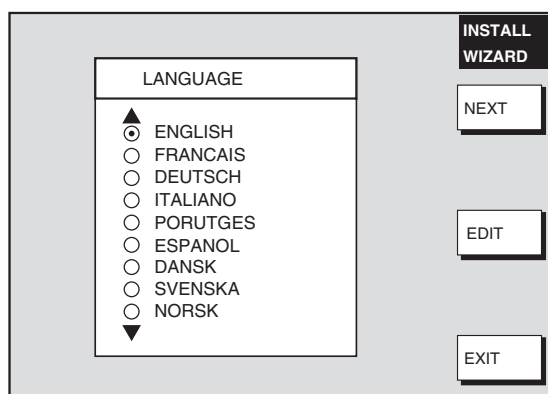 INSTALL
WIZARD
LANGUAGE
ENGLISH
FRANCAIS
DEUTSCH
ITALIANO
PORUTGES
ESPANOL
DANSK
SVENSKA
NORSK
NEXT
EDIT
EXIT